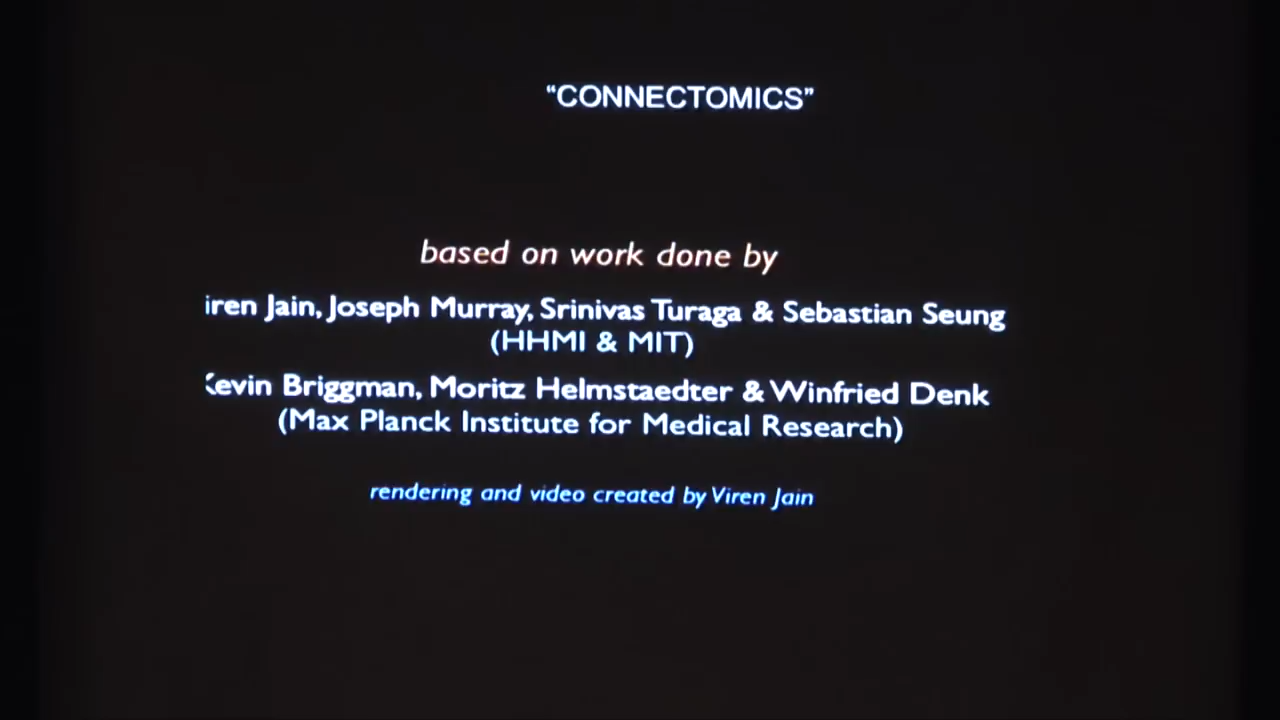 “CONNECTOMICS”
based on work done by
iren Jain, Joseph Murray, Srinivas Turaga & Sebastian Seung
(HHMI & MIT)
Kevin Briggman, Moritz Helmstaedter & Winfried Denk
(Max Planck Institute for Medical Research)
rendering and video created by Viren Jain